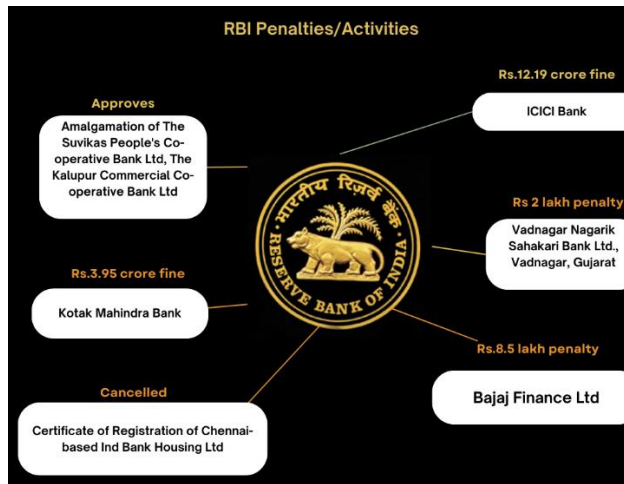 RBI Penalties/Activities
Rs.12.19 crore fine
ICICI Bank
Approves
Amalgamation of The
Suvikas People's Co-
operative Bank Ltd, The
Kalupur Commercial Co-
operative Bank Ltd
भारतीय रिज़र्व बैंक
RESERVE BANK OF INDIA
Rs 2 lakh penalty
Vadnagar Nagarik
Sahakari Bank Ltd.,
Vadnagar, Gujarat
Rs.3.95 crore fine
Kotak Mahindra Bank
Rs.8.5 lakh penalty
Bajaj Finance Ltd
Cancelled
Certificate of Registration of Chennai-
based Ind Bank Housing Ltd